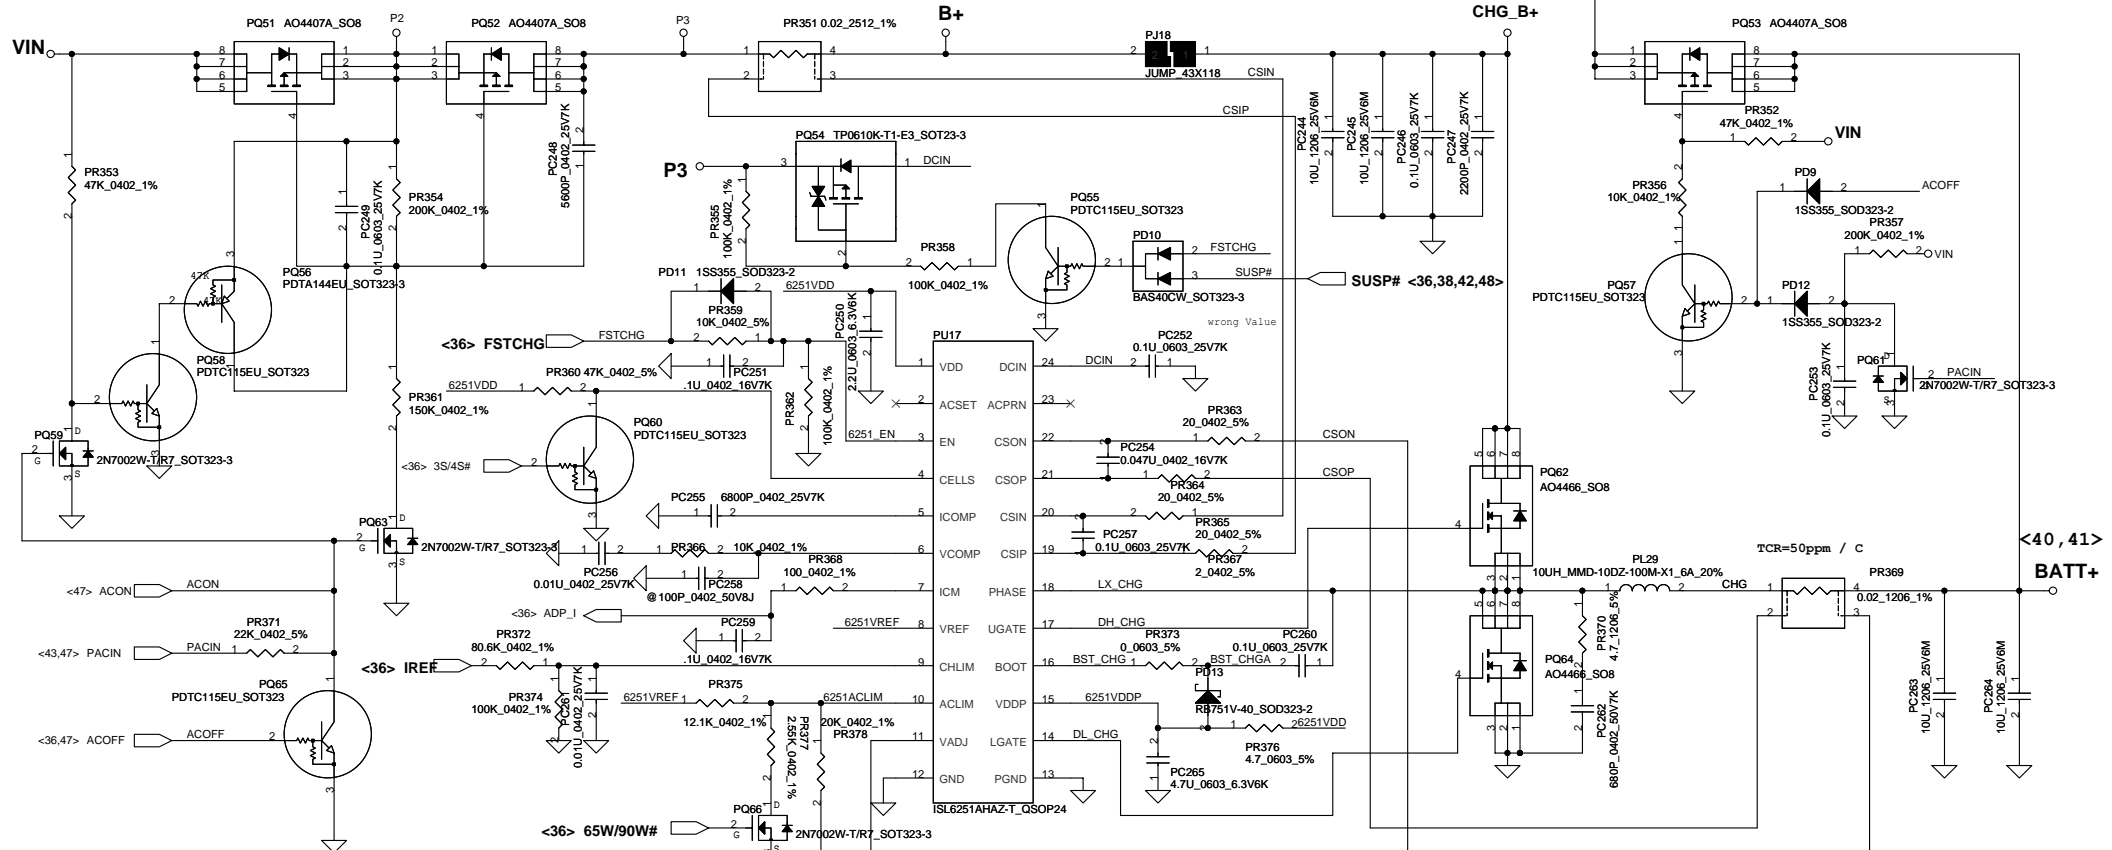 PQ51 AO4407A_SO8
P2
PQ52 AO4407A_SO8
P3
PR351 0.02_2512_1%
B+
PJ18
JUMP_43X118
CHG_B+
PQ53 AO4407A_SO8
VIN
CSIN
CSIP
PR352
47K_0402_1%
VIN
PC248
5600P_0402_25V7K
PQ54 TP0610K-T1-E3_SOT23-3
DCIN
P3
PC244
10U_1206_25V6M
PC245
10U_1206_25V6M
PC246
0.1U_0603_25V7K
PC247
2200P_0402_25V7K
PR353
47K_0402_1%
PC249
0.1U_0603_25V7K
PR354
200K_0402_1%
PR355
100K_0402_1%
PQ55
PDTC115EU_SOT323
PR356
10K_0402_1%
PD9
1SS355_SOD323-2
ACOFF
PR357
200K_0402_1%
VIN
PR358
100K_0402_1%
PD10
BAS40CW_SOT323-3
FSTCHG
SUSP#
SUSP# <36,38,42,48>
47K
47K
PQ56
PDTA144EU_SOT323-3
PD11 1SS355_SOD323-2
PR359
10K_0402_5%
6251VDD
PC250
2.2U_0603_6.3V6K
PQ57
PDTC115EU_SOT323
PD12
1SS355_SOD323-2
wrong Value
<36> FSTCHG
FSTCHG
PC251
.1U_0402_16V7K
PU17
PC252
0.1U_0603_25V7K
DCIN
PQ58
PDTC115EU_SOT323
PC253
0.1U_0603_25V7K
PQ61
PACIN
2N7002W-T/R7_SOT323-3
6251VDD
PR360 47K_0402_5%
PR361
150K_0402_1%
PR362
100K_0402_1%
PQ59
2N7002W-T/R7_SOT323-3
PQ60
PDTC115EU_SOT323
6251_EN
<36> 3S/4S#
VDD
ACSET
EN
CELLS
ICOMP
VCOMP
ICM
VREF
CHLIM
ACLIM
VADJ
GND
DCIN
ACPRN
CSON
CSOP
CSIN
CSIP
PHASE
UGATE
BOOT
VDDP
LGATE
PGND
ISL6251AHAZ-T_QSOP24
PR363
20_0402_5%
CSON
PC254
0.047U_0402_16V7K
CSOP
PR364
20_0402_5%
PR365
20_0402_5%
PC257
0.1U_0603_25V7K
PR367
2_0402_5%
PQ62
AO4466_SO8
PC255 6800P_0402_25V7K
PQ63
2N7002W-T/R7_SOT323-3
PC256
0.01U_0402_25V7K
PR366 10K_0402_1%
PC258
@100P_0402_50V8J
PR368
100_0402_1%
<47> ACON
ACON
<36> ADP_I
LX_CHG
DH_CHG
PL29
10UH_MMD-10DZ-100M-X1_6A_20%
CHG
TCR=50ppm / C
PR369
0.02_1206_1%
<40,41>
BATT+
PR370
4.7_1206_5%
PR371
22K_0402_5%
<43,47> PACIN
PACIN
6251VREF
PC259
.1U_0402_16V7K
PR372
80.6K_0402_1%
<36> IREF
PR373
0_0603_5%
PC260
0.1U_0603_25V7K
BST_CHG
BST_CHGA
PD13
RB751V-40_SOD323-2
PQ64
AO4466_SO8
PC262
680P_0402_50V7K
PC263
10U_1206_25V6M
PC264
10U_1206_25V6M
PQ65
PDTC115EU_SOT323
PR374
100K_0402_1%
0.01U_0402_25V7K
6251VREF
PR375
12.1K_0402_1%
6251ACLIM
6251VDDP
PR376
4.7_0603_5%
6251VDD
<36,47> ACOFF
ACOFF
PR377
2.55K_0402_1%
20K_0402_1%
PR378
DL_CHG
PC265
4.7U_0603_6.3V6K
<36> 65W/90W#
PQ66
2N7002W-T/R7_SOT323-3